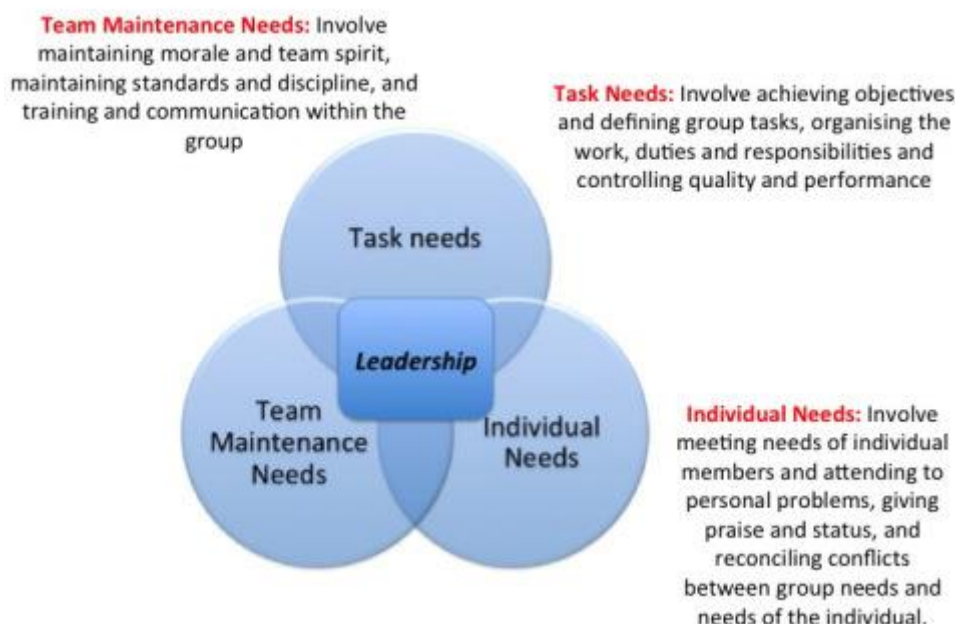 Team Maintenance Needs: Involve
maintaining morale and team spirit,
maintaining standards and discipline, and
training and communication within the
group
Task Needs: Involve achieving objectives
and defining group tasks, organising the
work, duties and responsibilities and
controlling quality and performance
Task needs
Leadership
Team
Maintenance
Needs
Individual
Needs
Individual Needs: Involve
meeting needs of individual
members and attending to
personal problems, giving
praise and status, and
reconciling conflicts
between group needs and
needs of the individual.